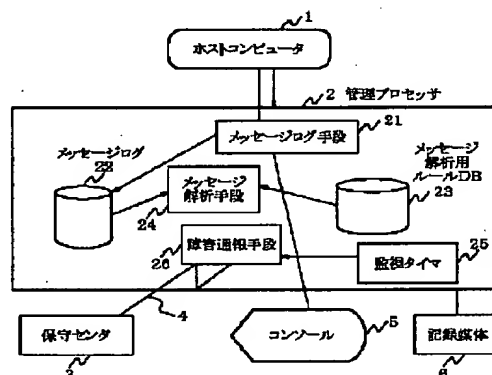 1
ホストコンピュータ
2 管理プロセッサ
21
メッセージログ手段
メッセージログ
22
メッセージ
解析用
ルールDB
23
メッセージ
解析手段
24
障害通報手段
26
25
監視タイマ
4
保守センタ
3
コンソール
5
記録媒体
6